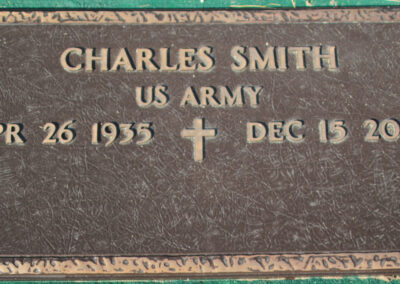 CHARLES SMITH
US ARMY
PR 26 1935 DEC 15 20